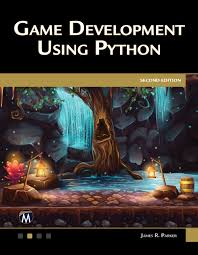 Game Development
Using Python
Second Edition
M
James R. Parker